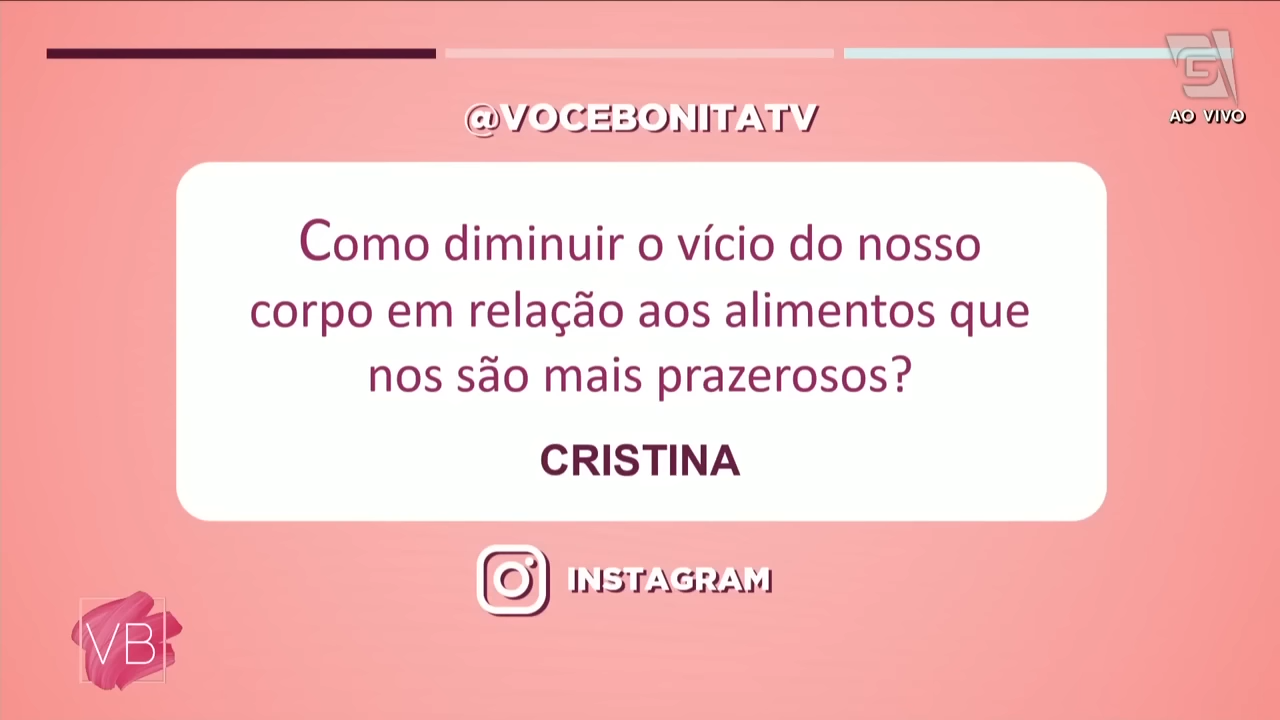 @VOCEBONITATV
AO VIVO
Como diminuir o vício do nosso
corpo em relação aos alimentos que
nos são mais prazerosos?
CRISTINA
INSTAGRAM
VB